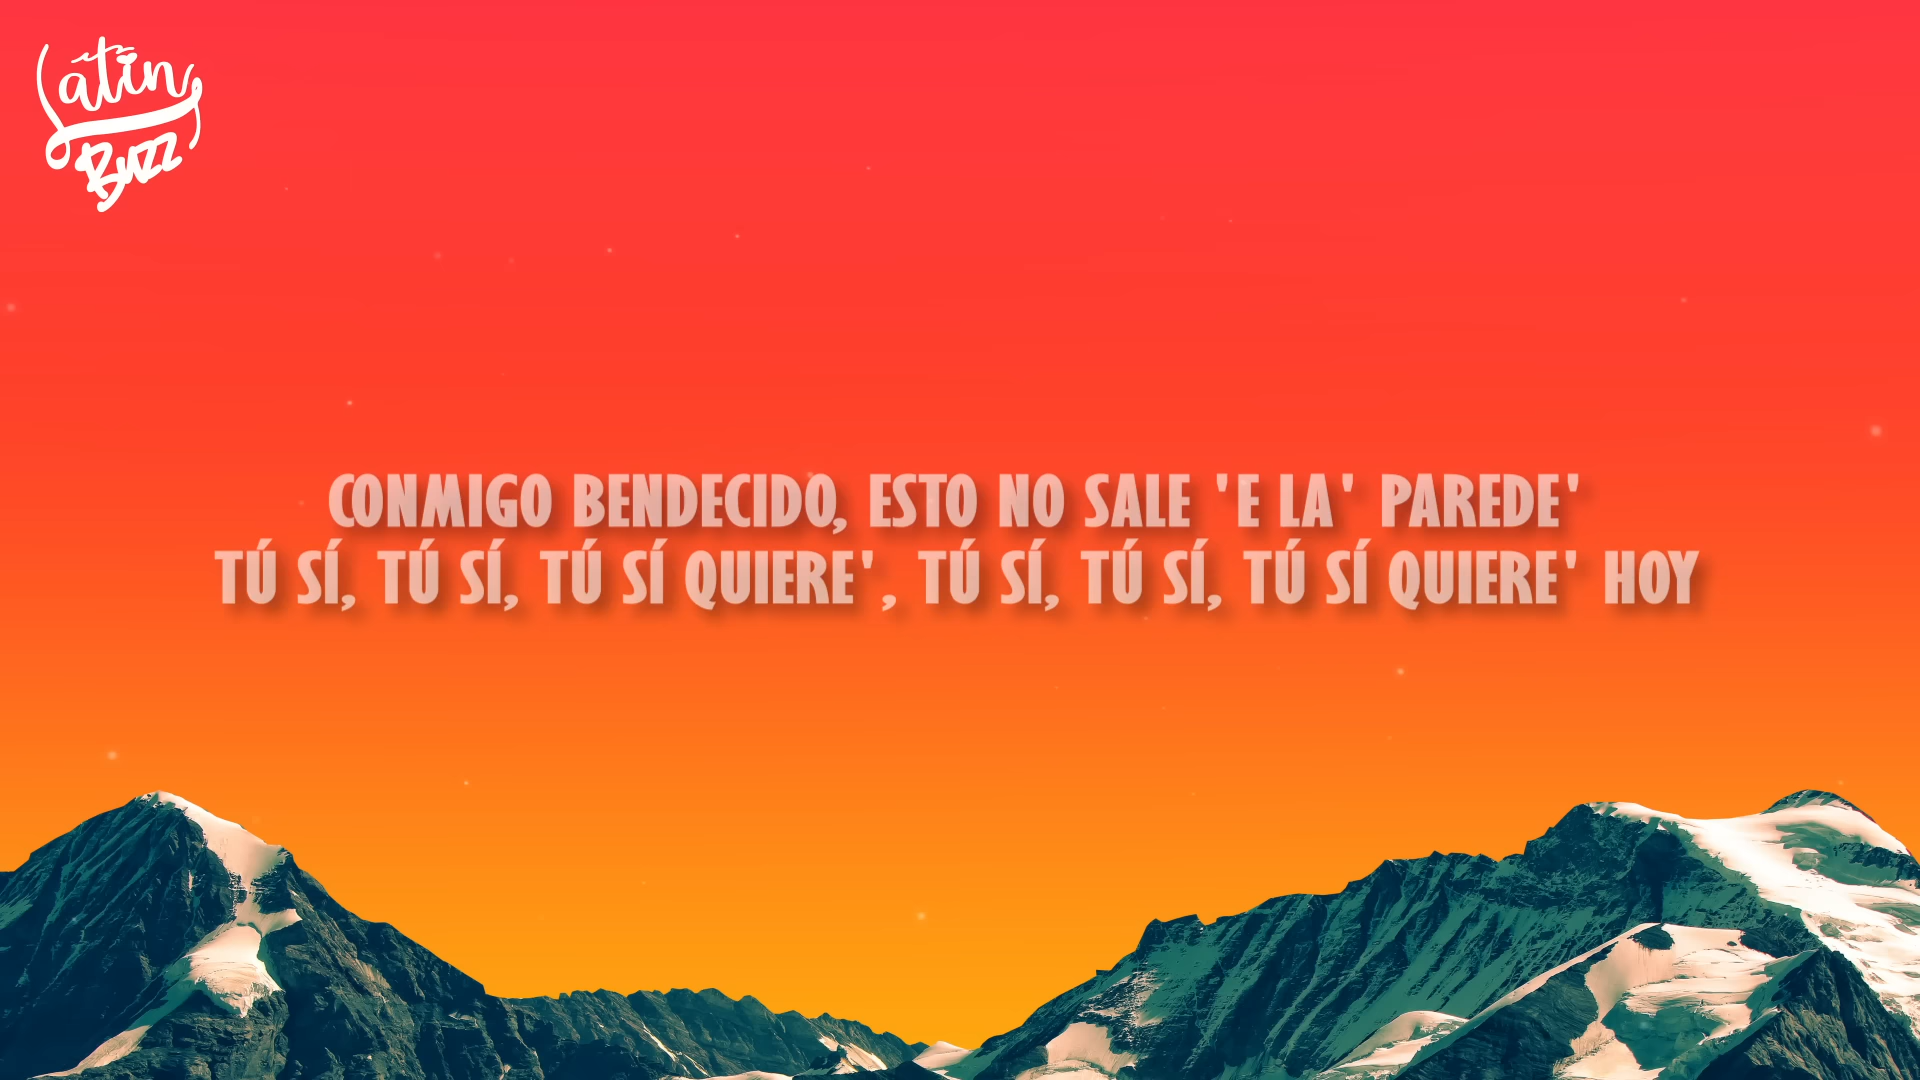 Latin
Buzz
CONMIGO BENDECIDO, ESTO NO SALE 'E LA' PAREDE'
TÚ SÍ, TÚ SÍ, TÚ SÍ QUIERE', TÚ SÍ, TÚ SÍ, TÚ SÍ QUIERE' HOY